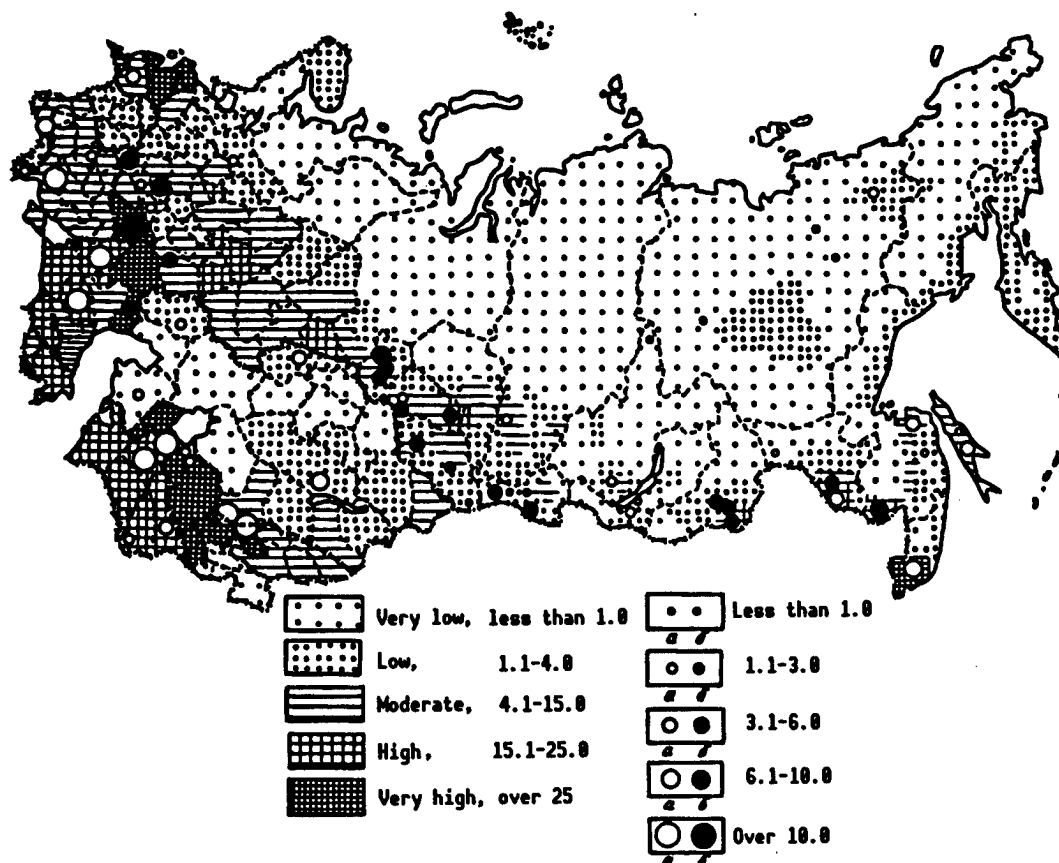 Very low, less than 1.0
Low, 1.1-4.0
Moderate, 4.1-15.0
High, 15.1-25.0
Very high, over 25
Less than 1.0
a б
1.1-3.0
a б
3.1-6.0
a б
6.1-10.0
a б
Over 10.0
a б